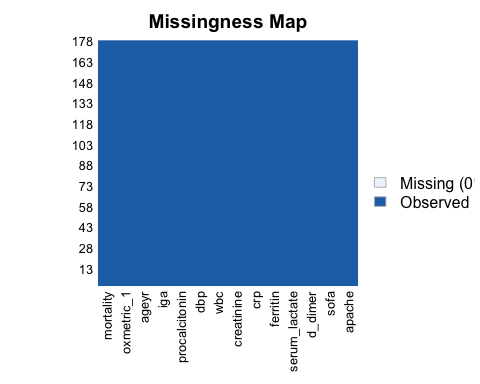 Missingness Map
178
163
148
133
118
103
88
73
58
43
28
13
Missing (0
Observed
mortality
oxmetric_1
ageyr
iga
procalcitonin
dbp
wbc
creatinine
crp
ferritin
serum_lactate
d_dimer
sofa
apache